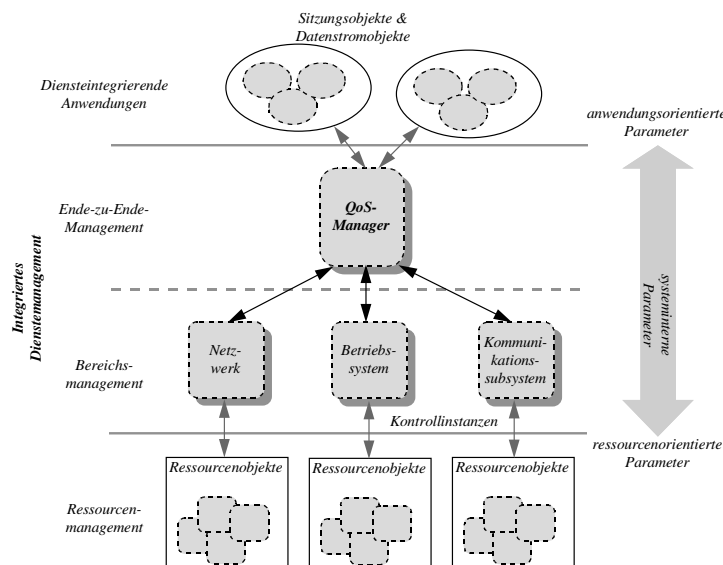 Sitzungsobjekte &
Datenstromobjekte
Diensteintegrierende
Anwendungen
anwendungsorientierte
Parameter
QoS-
Manager
Ende-zu-Ende-
Management
Integriertes
Dienstemanagement
systeminterne
Parameter
Netz-
werk
Betriebs-
system
Kommuni-
kations-
subsystem
Bereichs-
management
Kontrollinstanzen
ressourcenorientierte
Parameter
Ressourcenobjekte
Ressourcenobjekte
Ressourcenobjekte
Ressourcen-
management